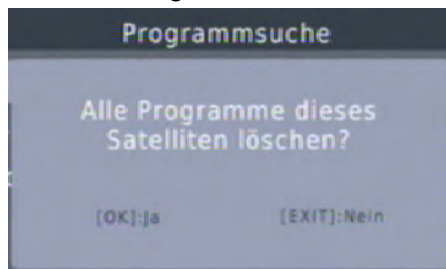 Programmsuche
Alle Programme dieses
Satelliten löschen?
[OK]:Ja
[EXIT]:Nein